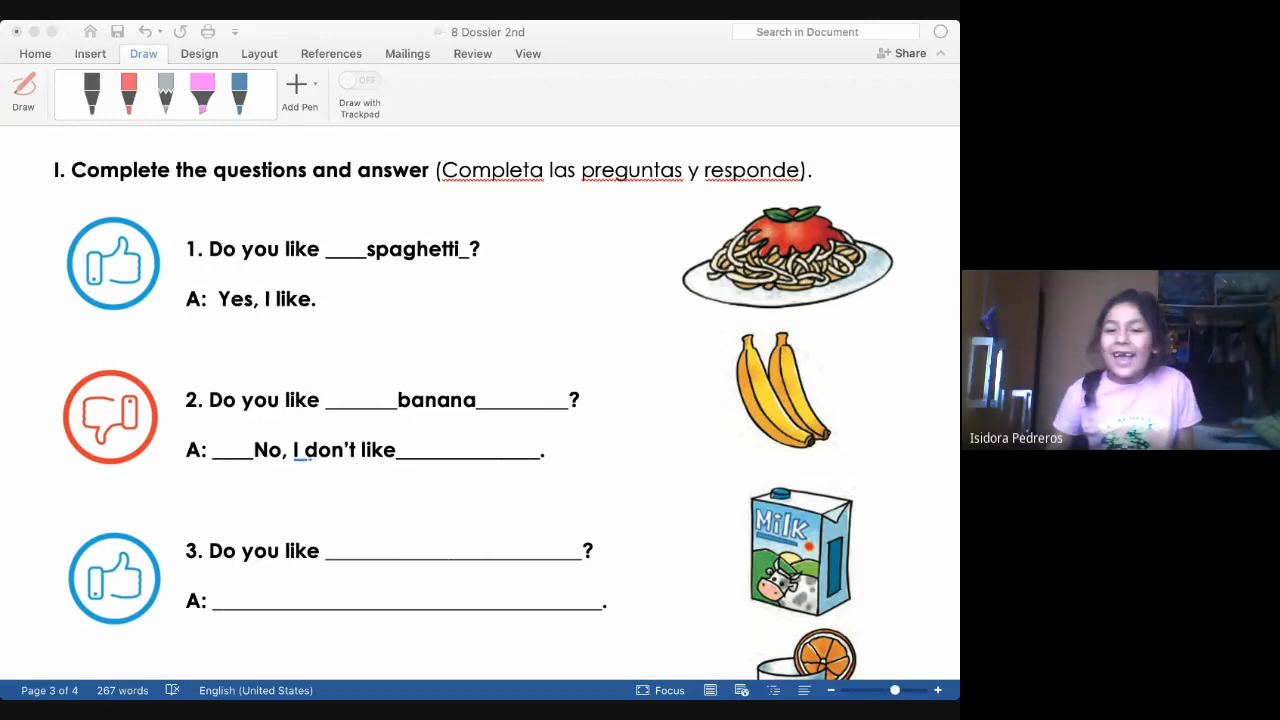 8 Dossier 2nd
Search in Document
Home Insert Draw Design Layout References Mailings Review View
Share
OFF
Draw
Add Pen
Draw with
Trackpad
I. Complete the questions and answer (Completa las preguntas y responde).
1. Do you like ____spaghetti_?
A: Yes, I like.
2. Do you like _______banana_________?
A: ____No, I don't like______________.
MiLK
3. Do you like _________________________?
A: ______________________________________.
Isidora Pedreros
Page 3 of 4 267 words English (United States) Focus